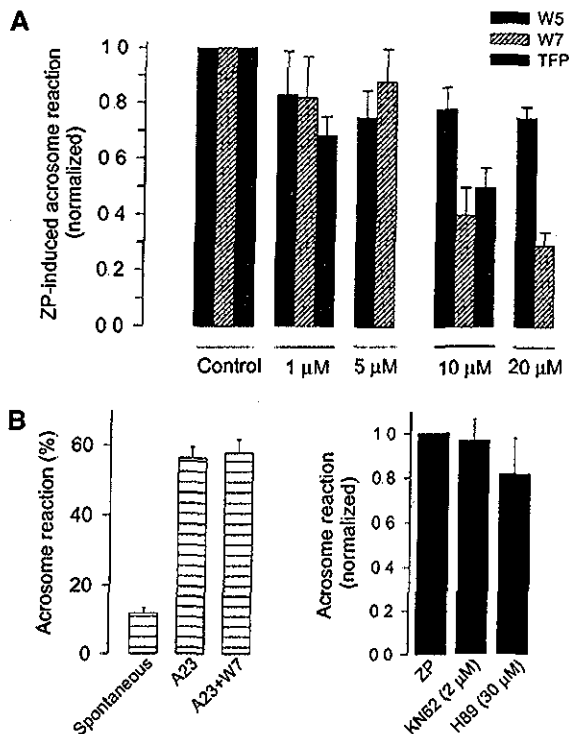 A
W5
W7
TFP
ZP-induced acrosome reaction
(normalized)
1 0
0.8
0.6
0.4
0.2
0 0
Control
1 μM
5 μM
10 μM
20 μM
B
Acrosome reaction (%)
60
40
20
0
Spontaneous
A23
A23+W7
Acrosome reaction
(normalized)
1.0
0.8
0.6
0.4
0.2
0 0
ZP
KN62 (2 μM)
H89 (30 μM)